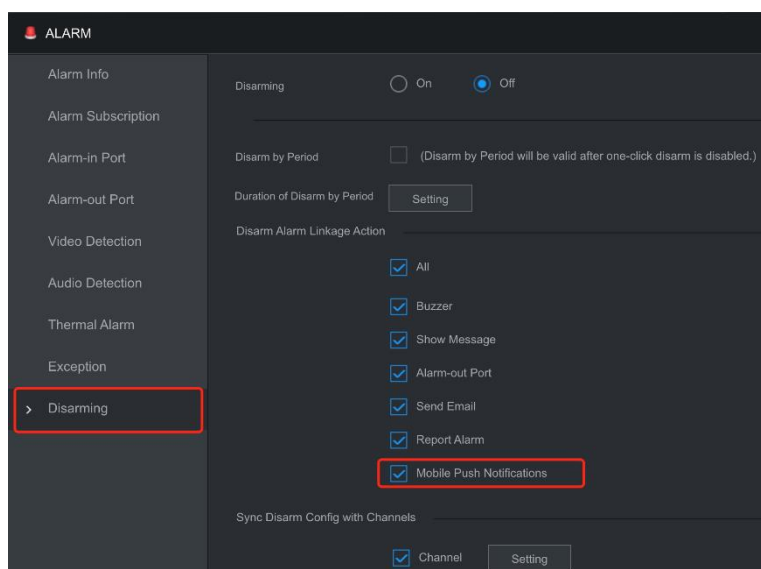 ALARM
Alarm Info
Alarm Subscription
Alarm-in Port
Alarm-out Port
Video Detection
Audio Detection
Thermal Alarm
Exception
Disarming
Disarming On Off
Disarm by Period (Disarm by Period will be valid after one-click disarm is disabled.)
Duration of Disarm by Period Setting
Disarm Alarm Linkage Action
All
Buzzer
Show Message
Alarm-out Port
Send Email
Report Alarm
Mobile Push Notifications
Sync Disarm Config with Channels
Channel Setting